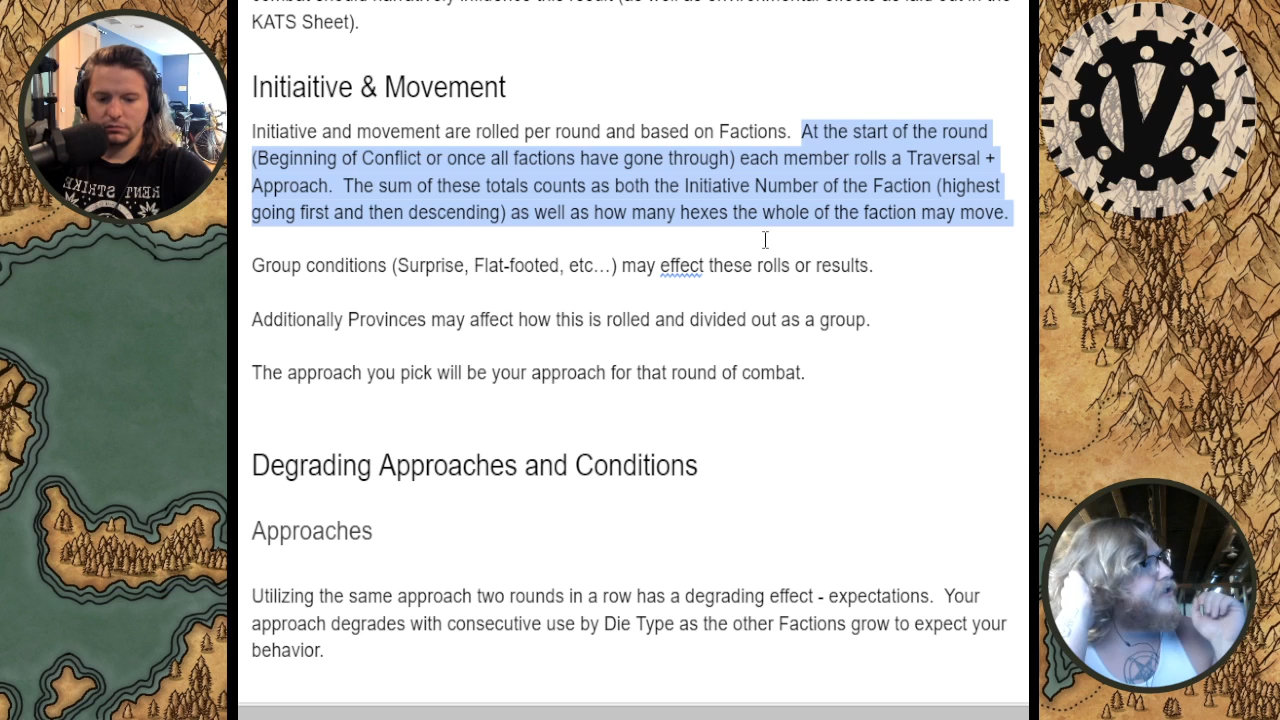 KATS Sheet).
Initiaitive & Movement
Initiative and movement are rolled per round and based on Factions.  At the start of the round
(Beginning of Conflict or once all factions have gone through) each member rolls a Traversal +
Approach.  The sum of these totals counts as both the Initiative Number of the Faction (highest
going first and then descending) as well as how many hexes the whole of the faction may move.
Group conditions (Surprise, Flat-footed, etc…) may effect these rolls or results.
Additionally Provinces may affect how this is rolled and divided out as a group.
The approach you pick will be your approach for that round of combat.
Degrading Approaches and Conditions
Approaches
Utilizing the same approach two rounds in a row has a degrading effect - expectations.  Your
approach degrades with consecutive use by Die Type as the other Factions grow to expect your
behavior.
V